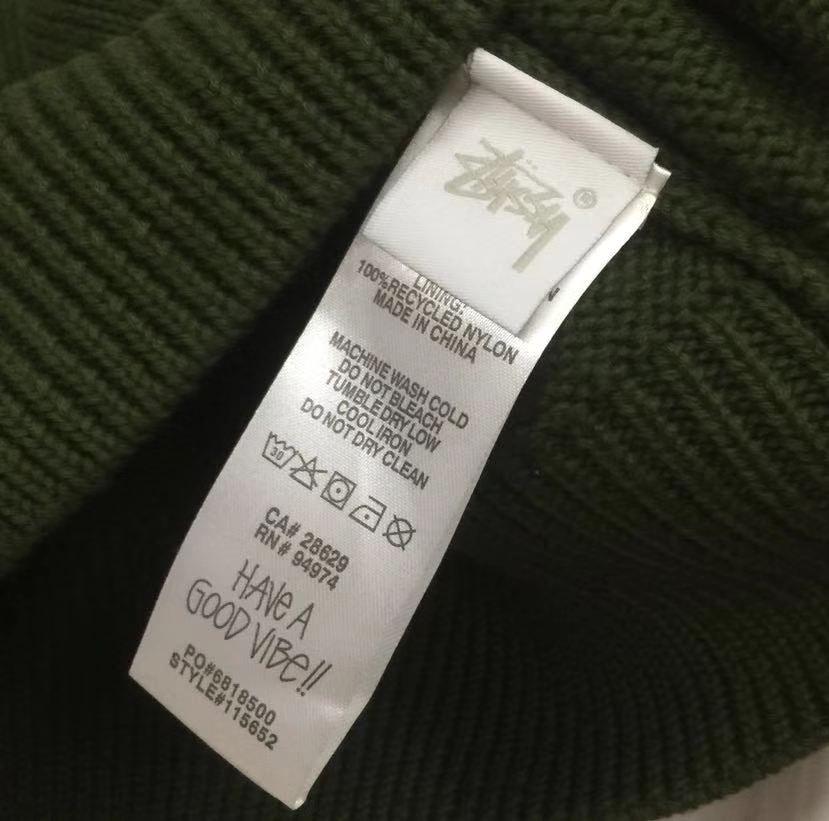 Stüssy ®
LINING:
100%RECYCLED NYLON
MADE IN CHINA
MACHINE WASH COLD
DO NOT BLEACH
TUMBLE DRY LOW
COOL IRON
DO NOT DRY CLEAN
30
CA# 28629
RN# 94974
HAVE A
GOOD VIBE!!
PO#6818500
STYLE#115652